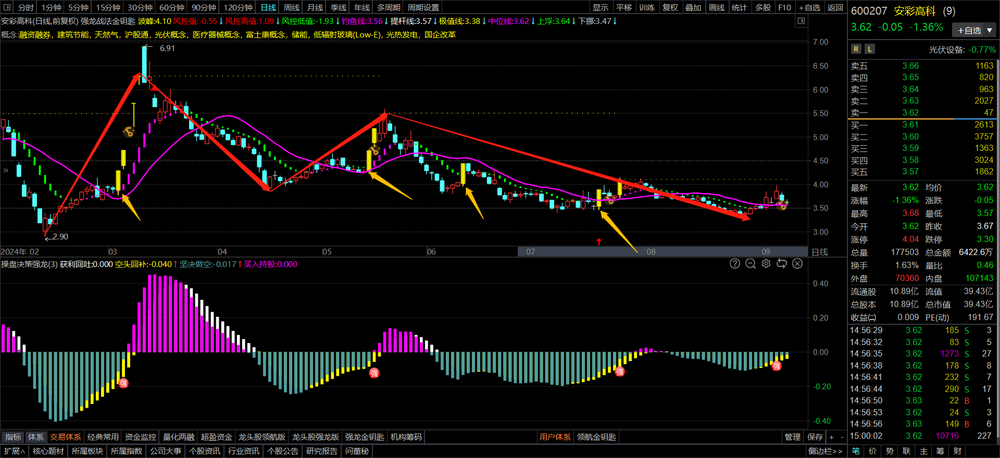 分时 1分钟 5分钟 15分钟 30分钟 60分钟 90分钟 120分钟 日线 周线 月线 季线 年线 多周期 周期设置 显示 平移 训练 复权 叠加 画线 统计 多股 F10 +自选 返回
安彩高科(日线,前复权) 强龙战法金钥匙 波峰:4.10 风控值:-0.55↓ 风控高值:1.09↓ 风控低值:-1.93↓ 钓鱼线:3.56↓ 提杆线:3.57↓ 极值线:3.38↓ 中位线:3.62↓ 上浮:3.64↓ 下挪:3.47↓
概念:融资融券, 建筑节能, 天然气, 沪股通, 光伏概念, 医疗器械概念, 富士康概念, 储能, 低辐射玻璃(Low-E), 光热发电, 国企改革
7.00
6.91
6.50
6.00
5.50
5.00
4.50
4.00
3.50
3.00
2.90
»
2024年 02 03 04 05 06 07 08 09 日线
操盘决策强龙(3) 获利回吐:0.000 空头回补:-0.040↑ 坚决做空:-0.017↑ 买入持股:0.000
0.40
0.20
0.00
-0.20
-0.40
强 强 强 强
指标 体系 交易体系 经典常用 资金监控 量化两融 超盈资金 龙头股领航版 龙头股强龙版 强龙金钥匙 机构筹码 用户体系 领航金钥匙 管理 保存 + -
扩展∧ 核心题材 所属板块 所属指数 公司大事 个股资讯 行业资讯 个股公告 研究报告 问董秘 侧边栏>>
600207 安彩高科 (9)
3.62 -0.05 -1.36% +自选 ▼
R L 光伏设备: -0.77%
卖五 3.66 1163
卖四 3.65 820
卖三 3.64 963
卖二 3.63 2027
卖一 3.62 47
买一 3.61 2613
买二 3.60 3757
买三 3.59 1363
买四 3.58 3024
买五 3.57 1862
最新 3.62 均价 3.62
涨幅 -1.36% 涨跌 -0.05
最高 3.68 最低 3.57
今开 3.62 昨收 3.67
涨停 4.04 跌停 3.30
总量 177503 总金额 6422.6万
换手 1.63% 量比 0.46
外盘 70360 内盘 107143
流通股 10.89亿 流值 39.43亿
总股本 10.89亿 总市值 39.43亿
收益㈡ 0.009 PE(动) 191.67
14:56:29 3.62 185 S 3
14:56:32 3.62 83 S 5
14:56:35 3.62 1273 S 27
14:56:38 3.62 178 S 8
14:56:41 3.62 232 S 7
14:56:44 3.62 290 S 17
14:56:50 3.63 22 B 1
14:56:53 3.62 24 S 3
14:56:56 3.63 149 B 6
15:00:02 3.62 10716 227
笔 价 势 联 主 筹 财